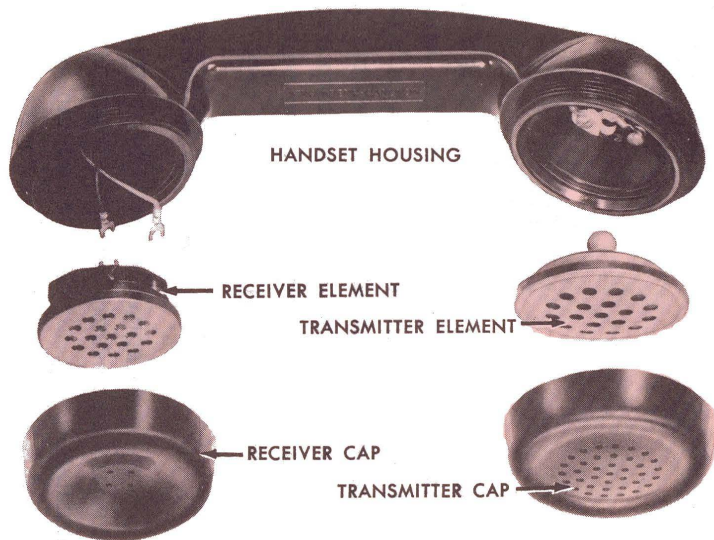 HANDSET HOUSING
RECEIVER ELEMENT
TRANSMITTER ELEMENT
RECEIVER CAP
TRANSMITTER CAP